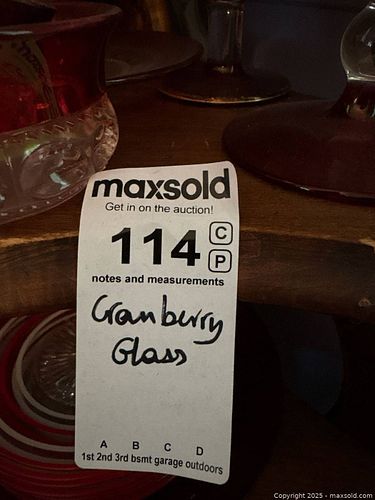 maxsold
Get in on the auction!
114 C
P
notes and measurements
Cranberry
Glass
A B C D
1st 2nd 3rd bsmt garage outdoors
Copyright 2025 - maxsold.com